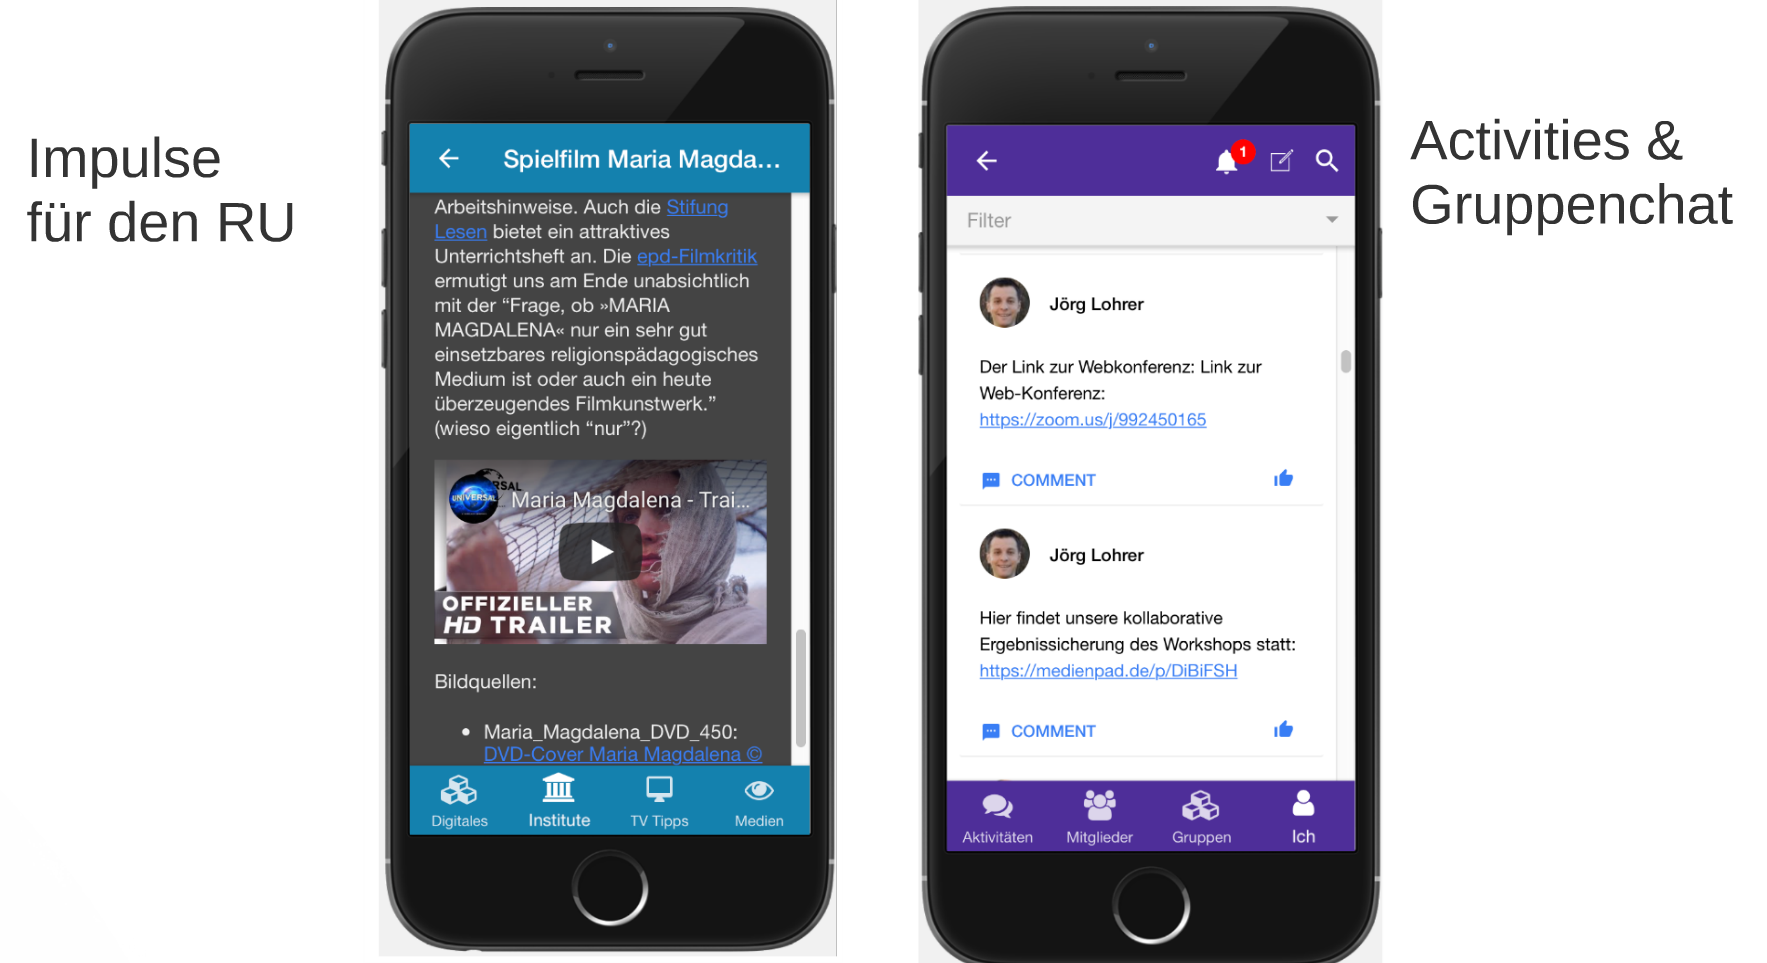 Impulse
für den RU
Spielfilm Maria Magda...
Arbeitshinweise. Auch die Stifung
Lesen bietet ein attraktives
Unterrichtsheft an. Die epd-Filmkritik
ermutigt uns am Ende unabsichtlich
mit der “Frage, ob »MARIA
MAGDALENA« nur ein sehr gut
einsetzbares religionspädagogisches
Medium ist oder auch ein heute
überzeugendes Filmkunstwerk.”
(wieso eigentlich “nur”?)
UNIVERSAL
Maria Magdalena - Trai...
OFFIZIELLER
HD TRAILER
Bildquellen:
• Maria_Magdalena_DVD_450:
DVD-Cover Maria Magdalena ©
Digitales Institute TV Tipps Medien
1
Filter
Jörg Lohrer
Der Link zur Webkonferenz: Link zur
Web-Konferenz:
https://zoom.us/j/992450165
COMMENT
Jörg Lohrer
Hier findet unsere kollaborative
Ergebnissicherung des Workshops statt:
https://medienpad.de/p/DiBiFSH
COMMENT
Aktivitäten Mitglieder Gruppen Ich
Activities &
Gruppenchat